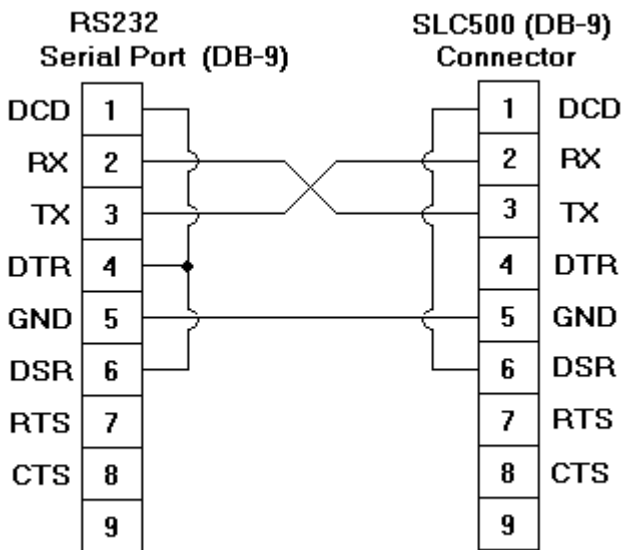 RS232
Serial Port (DB-9)
SLC500 (DB-9)
Connector
DCD 1 1 DCD
RX 2 2 RX
TX 3 3 TX
DTR 4 4 DTR
GND 5 5 GND
DSR 6 6 DSR
RTS 7 7 RTS
CTS 8 8 CTS
9 9